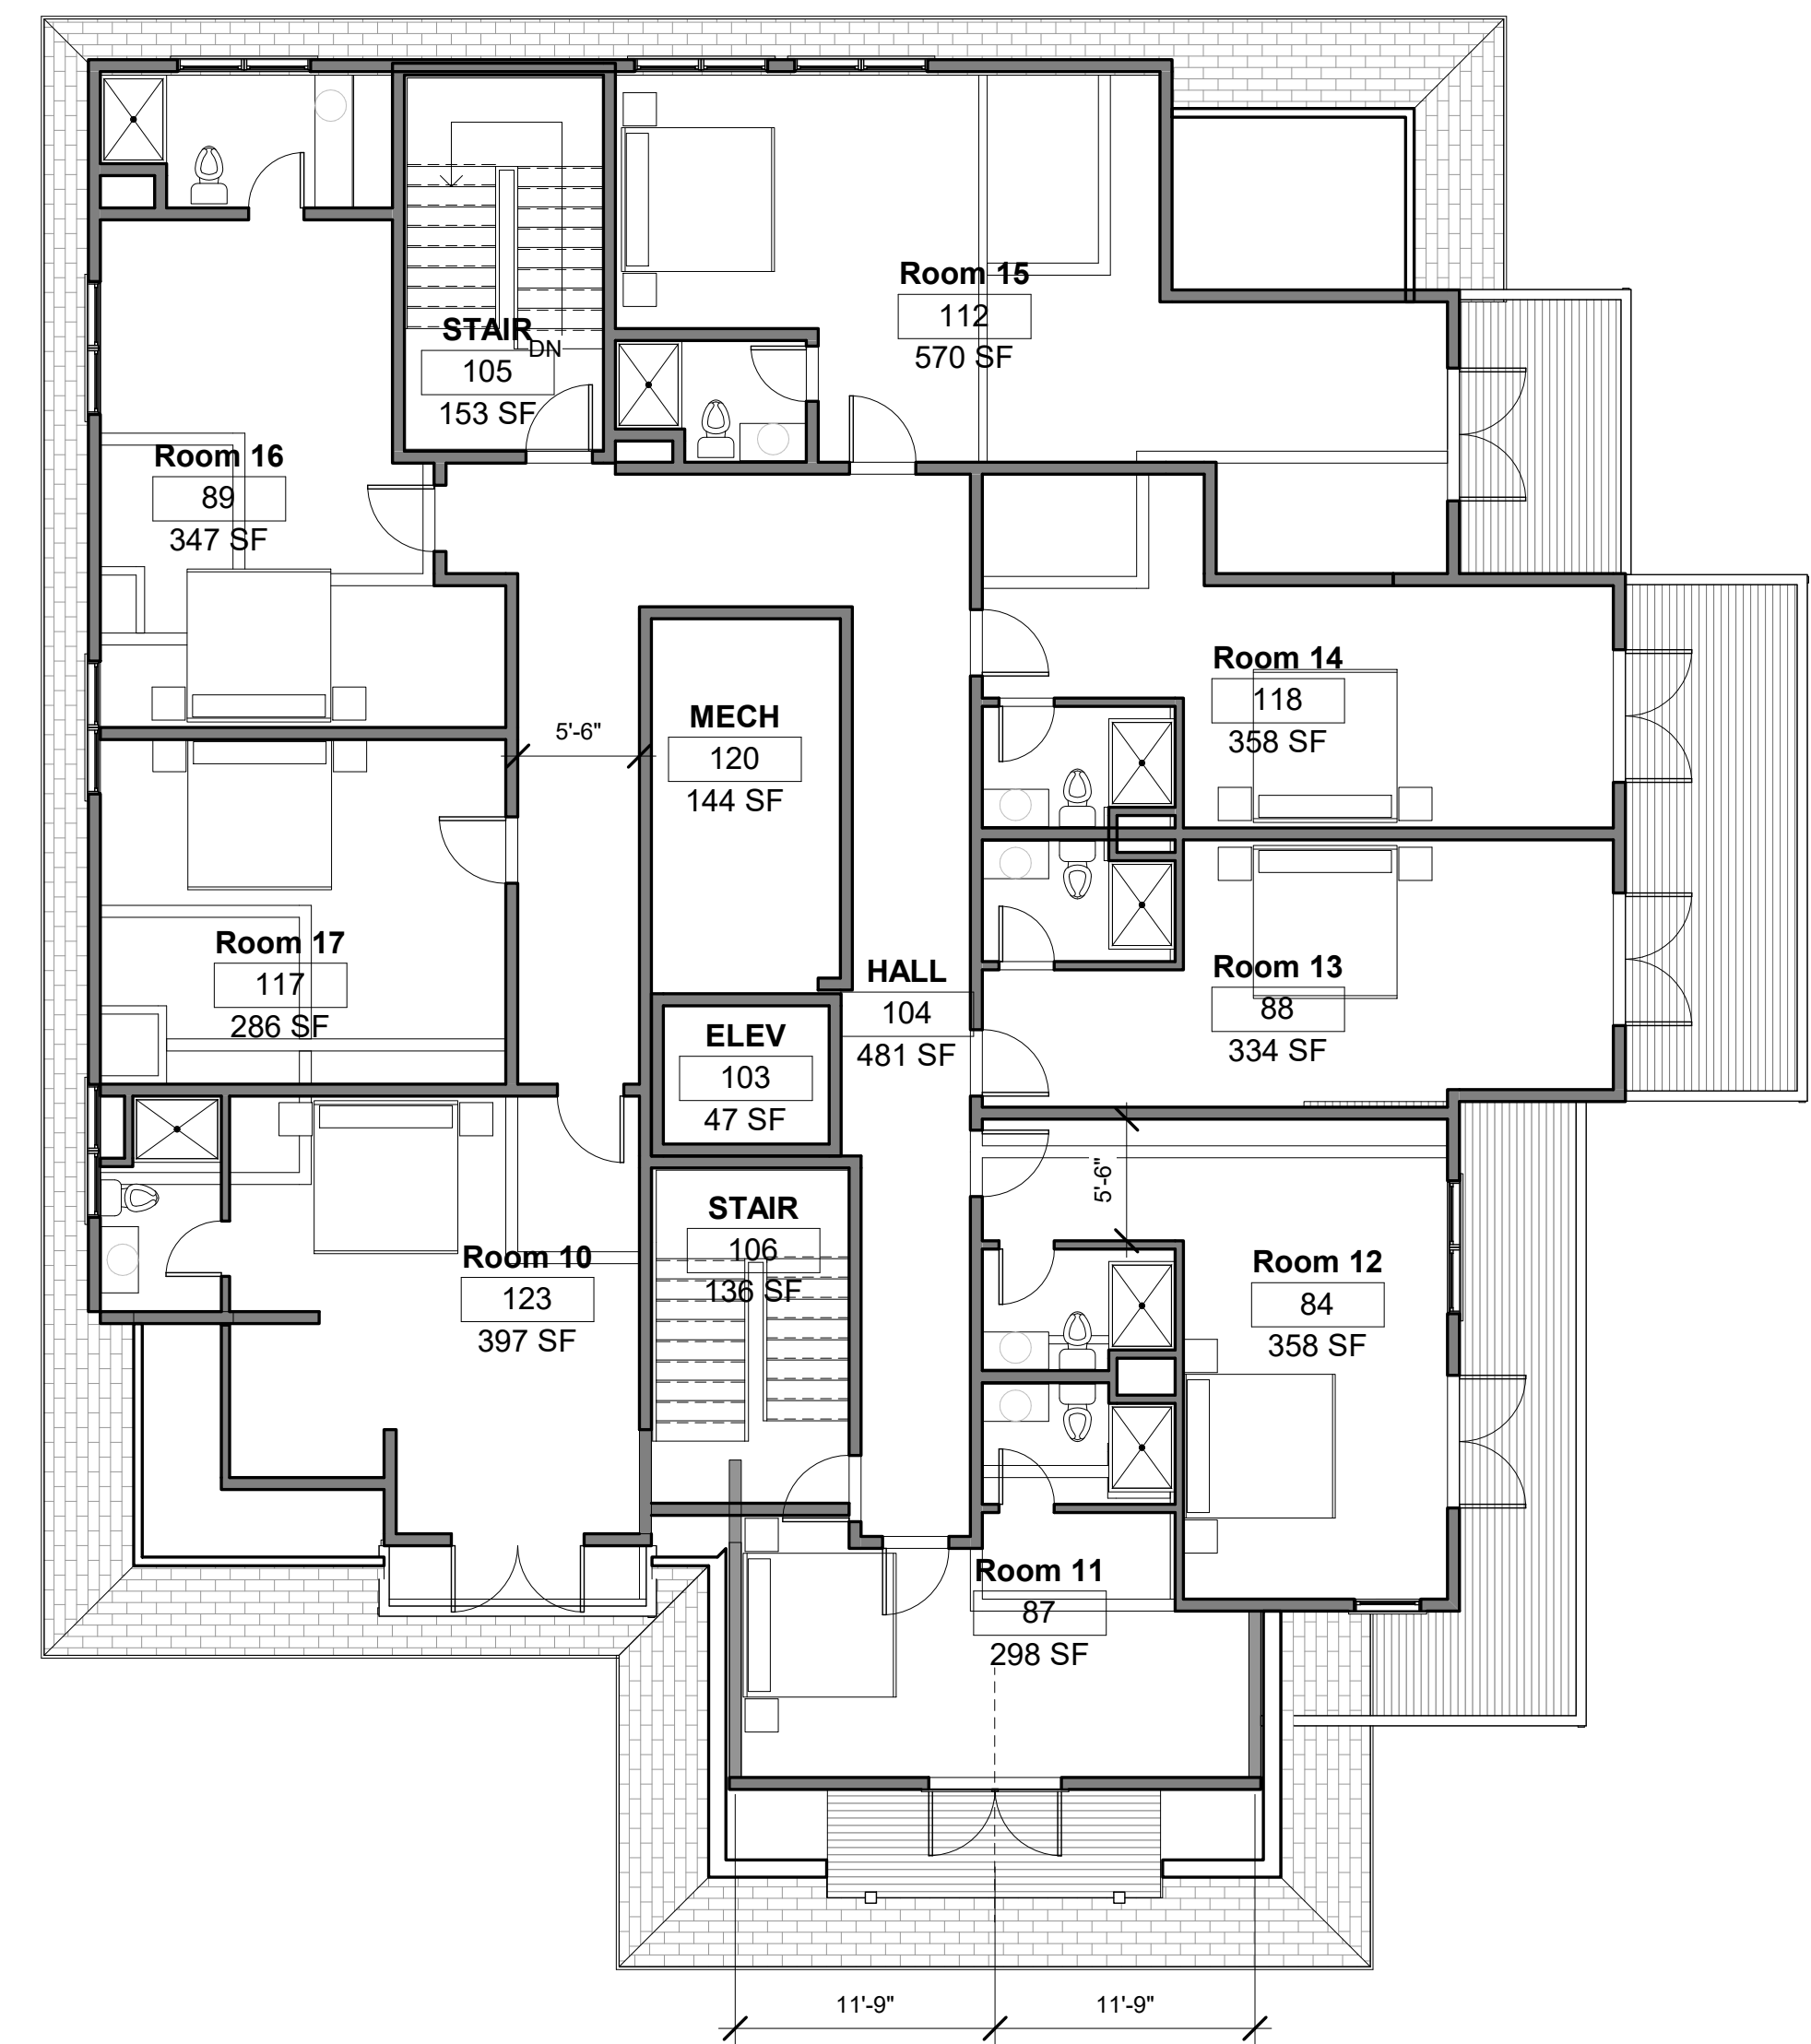 Room 15
112
570 SF
STAIR
DN
105
153 SF
Room 16
89
347 SF
Room 14
118
358 SF
MECH
120
144 SF
5'-6"
Room 17
117
286 SF
HALL
104
481 SF
Room 13
88
334 SF
ELEV
103
47 SF
5'-6"
STAIR
106
136 SF
Room 10
123
397 SF
Room 12
84
358 SF
Room 11
87
298 SF
11'-9"
11'-9"